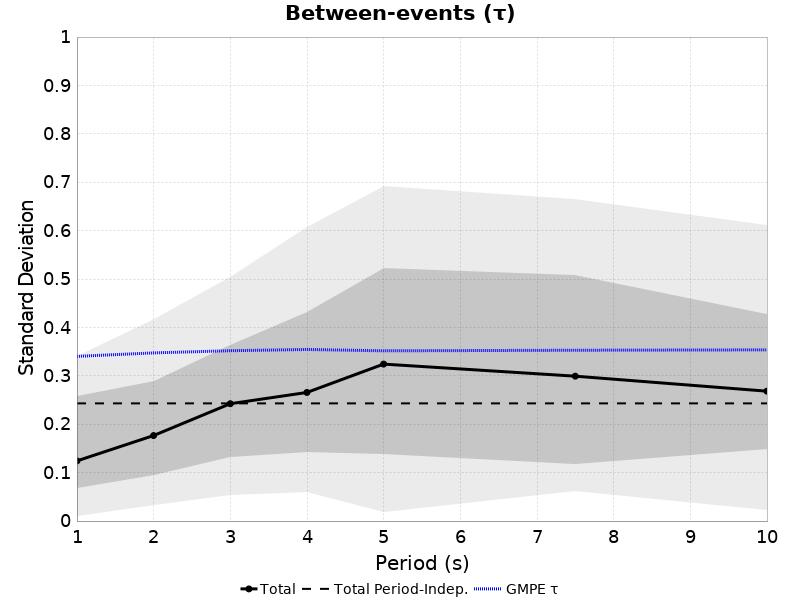 Between-events (τ)
1
0.9
0.8
0.7
0.6
0.5
0.4
0.3
0.2
0.1
0
Standard Deviation
1 2 3 4 5 6 7 8 9 10
Period (s)
Total Total Period-Indep. GMPE τ